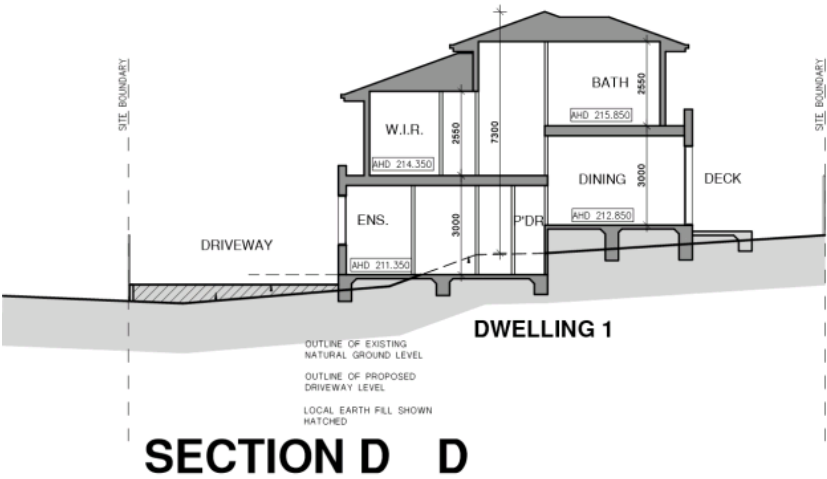 SITE BOUNDARY
SITE BOUNDARY
BATH
2550
AHD 215.850
W.I.R.
2550
7300
AHD 214.350
DINING
3000
DECK
AHD 212.850
ENS.
3000
P'DR
DRIVEWAY
AHD 211.350
DWELLING 1
OUTLINE OF EXISTING
NATURAL GROUND LEVEL
OUTLINE OF PROPOSED
DRIVEWAY LEVEL
LOCAL EARTH FILL SHOWN
HATCHED
SECTION D D